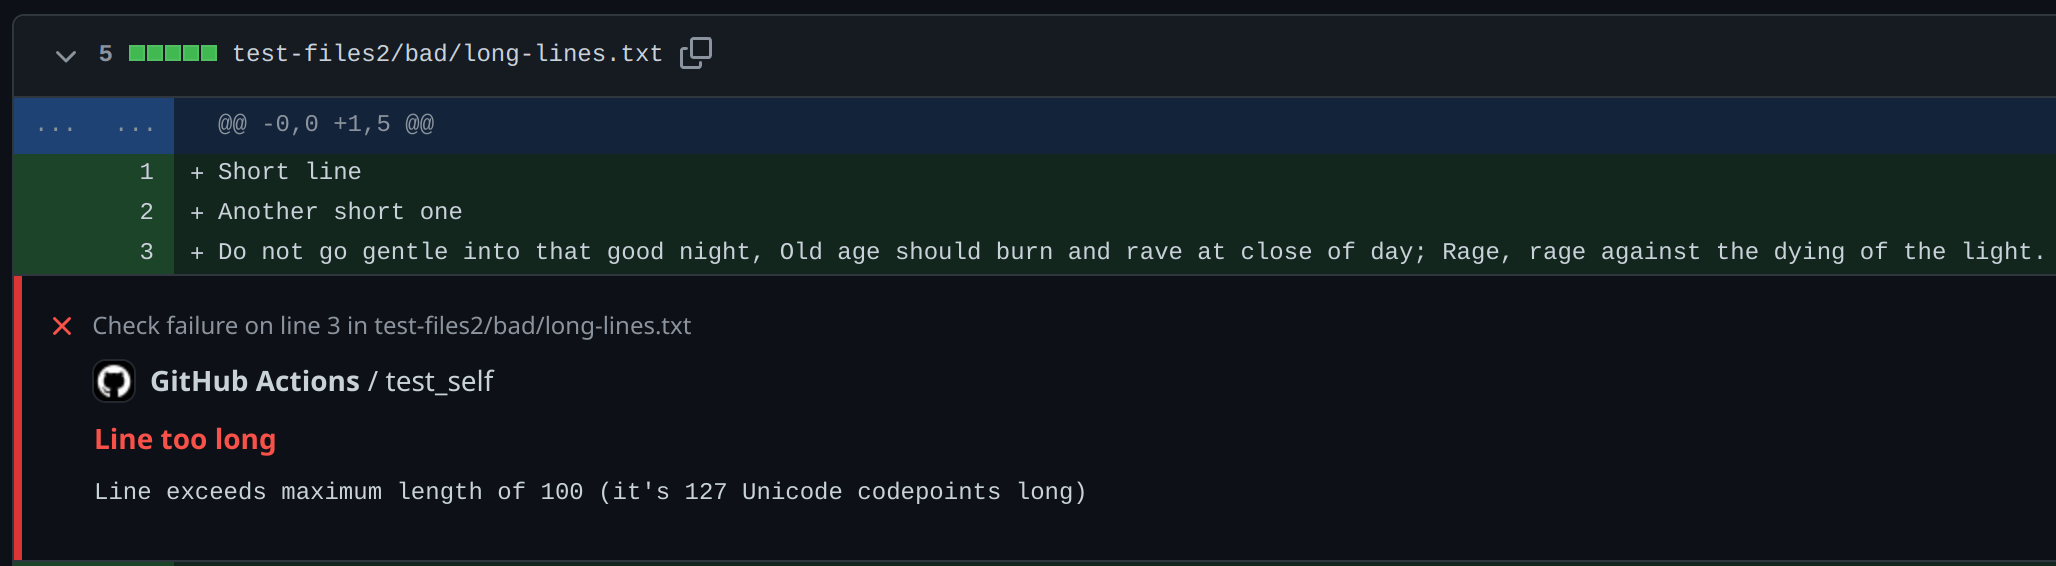 5 test-files2/bad/long-lines.txt
... ... @@ -0,0 +1,5 @@
1 + Short line
2 + Another short one
3 + Do not go gentle into that good night, Old age should burn and rave at close of day; Rage, rage against the dying of the light.
Check failure on line 3 in test-files2/bad/long-lines.txt
GitHub Actions / test_self
Line too long
Line exceeds maximum length of 100 (it's 127 Unicode codepoints long)